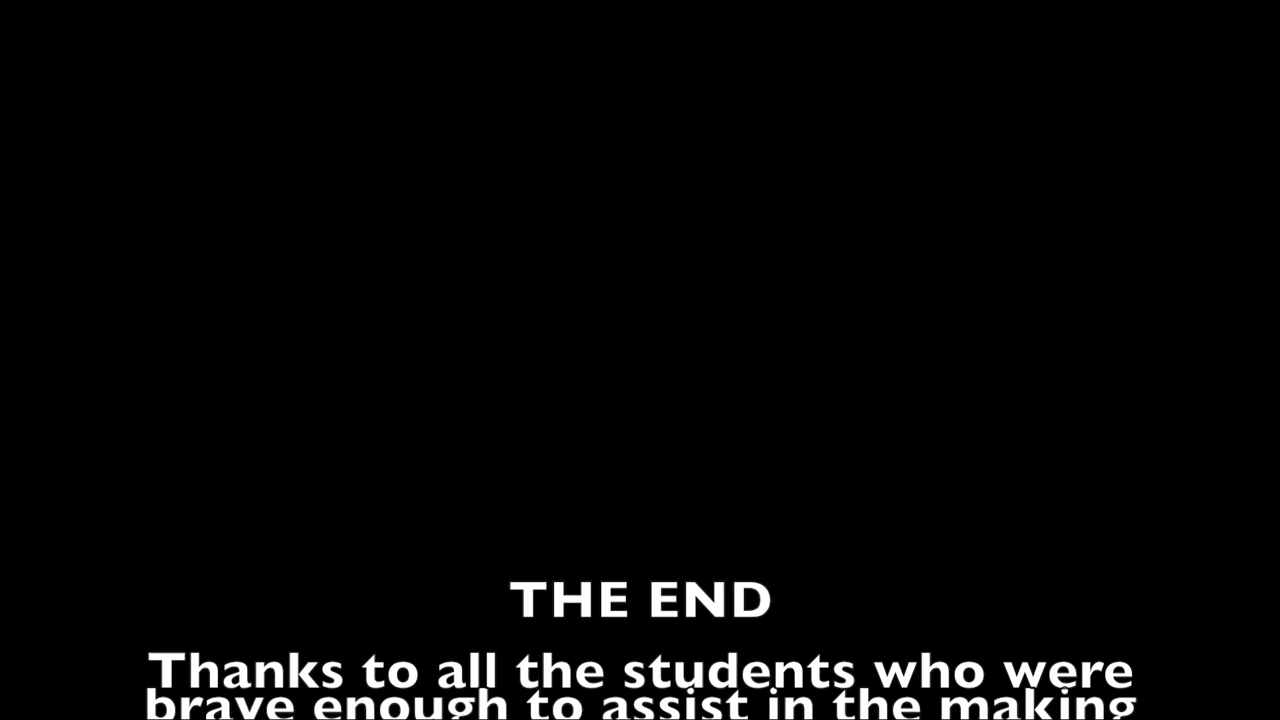 THE END
Thanks to all the students who were
brave enough to assist in the making